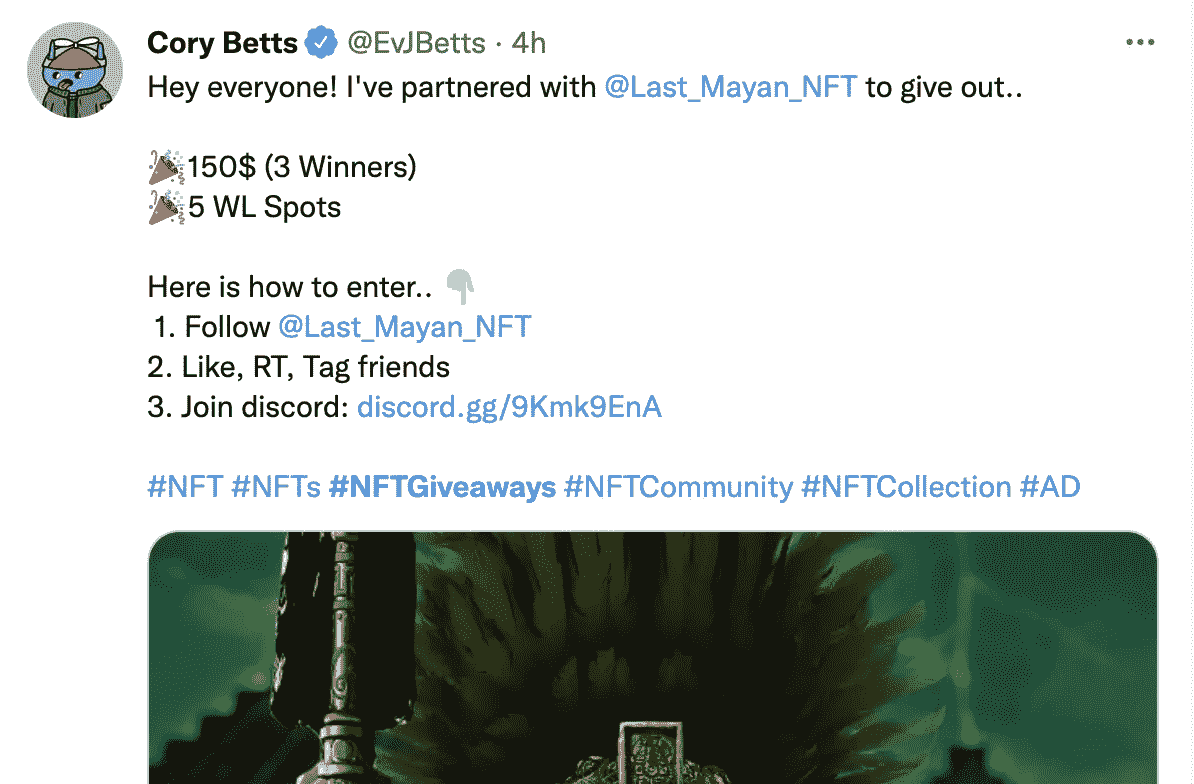 Cory Betts @EvJBetts · 4h
Hey everyone! I've partnered with @Last_Mayan_NFT to give out..
🎉150$ (3 Winners)
🎉5 WL Spots
Here is how to enter.. 👇
1. Follow @Last_Mayan_NFT
2. Like, RT, Tag friends
3. Join discord: discord.gg/9Kmk9EnA
#NFT #NFTs #NFTGiveaways #NFTCommunity #NFTCollection #AD